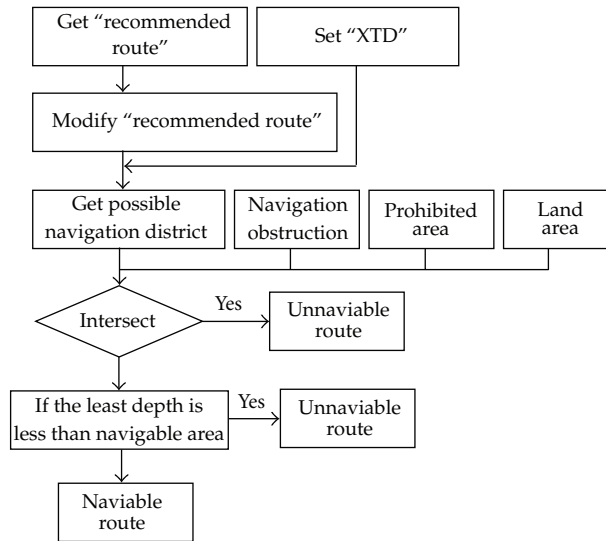 Get “recommended
route”
Set “XTD”
Modify “recommended route”
Get possible
navigation district
Navigation
obstruction
Prohibited
area
Land
area
Intersect
Yes
Unnaviable
route
If the least depth is
less than navigable area
Yes
Unnaviable
route
Naviable
route